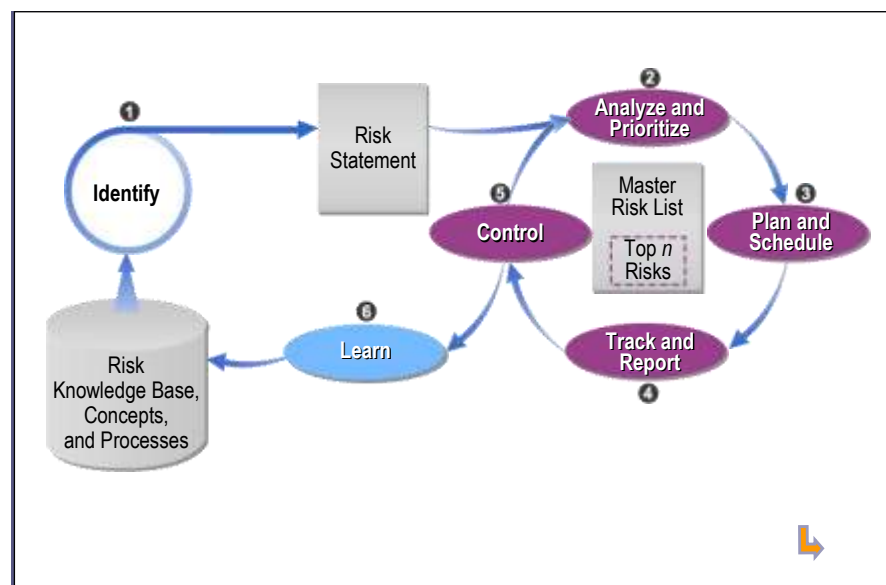 1
Identify
Risk
Statement
2
Analyze and
Prioritize
3
Plan and
Schedule
Master
Risk List
Top n
Risks
4
Track and
Report
5
Control
6
Learn
Risk
Knowledge Base,
Concepts,
and Processes